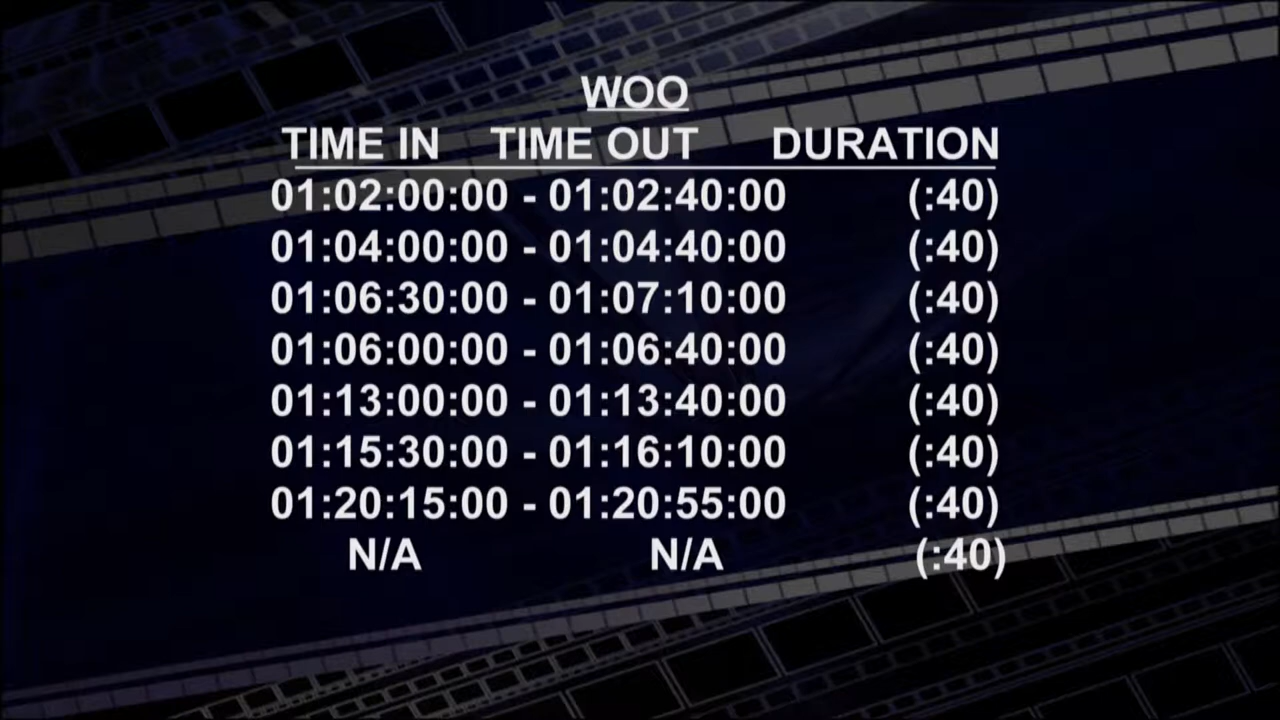 WOO
TIME IN TIME OUT DURATION
01:02:00:00 - 01:02:40:00 (:40)
01:04:00:00 - 01:04:40:00 (:40)
01:06:30:00 - 01:07:10:00 (:40)
01:06:00:00 - 01:06:40:00 (:40)
01:13:00:00 - 01:13:40:00 (:40)
01:15:30:00 - 01:16:10:00 (:40)
01:20:15:00 - 01:20:55:00 (:40)
N/A N/A (:40)